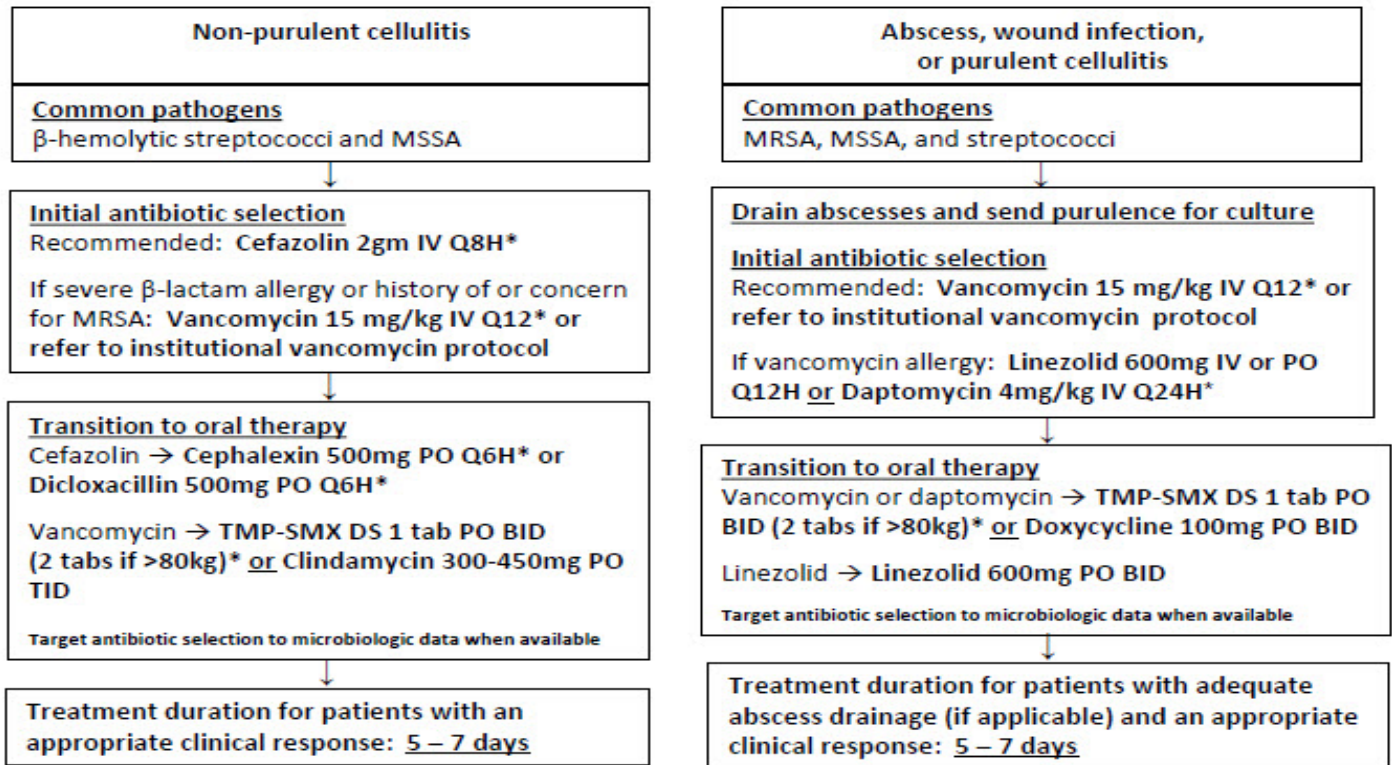 Non-purulent cellulitis
Common pathogens
β-hemolytic streptococci and MSSA
↓
Initial antibiotic selection
Recommended: Cefazolin 2gm IV Q8H*
If severe β-lactam allergy or history of or concern
for MRSA: Vancomycin 15 mg/kg IV Q12* or
refer to institutional vancomycin protocol
↓
Transition to oral therapy
Cefazolin → Cephalexin 500mg PO Q6H* or
Dicloxacillin 500mg PO Q6H*
Vancomycin → TMP-SMX DS 1 tab PO BID
(2 tabs if >80kg)* or Clindamycin 300-450mg PO
TID
Target antibiotic selection to microbiologic data when available
↓
Treatment duration for patients with an
appropriate clinical response: 5 – 7 days
Abscess, wound infection,
or purulent cellulitis
Common pathogens
MRSA, MSSA, and streptococci
↓
Drain abscesses and send purulence for culture
Initial antibiotic selection
Recommended: Vancomycin 15 mg/kg IV Q12* or
refer to institutional vancomycin protocol
If vancomycin allergy: Linezolid 600mg IV or PO
Q12H or Daptomycin 4mg/kg IV Q24H*
↓
Transition to oral therapy
Vancomycin or daptomycin → TMP-SMX DS 1 tab PO
BID (2 tabs if >80kg)* or Doxycycline 100mg PO BID
Linezolid → Linezolid 600mg PO BID
Target antibiotic selection to microbiologic data when available
↓
Treatment duration for patients with adequate
abscess drainage (if applicable) and an appropriate
clinical response: 5 – 7 days